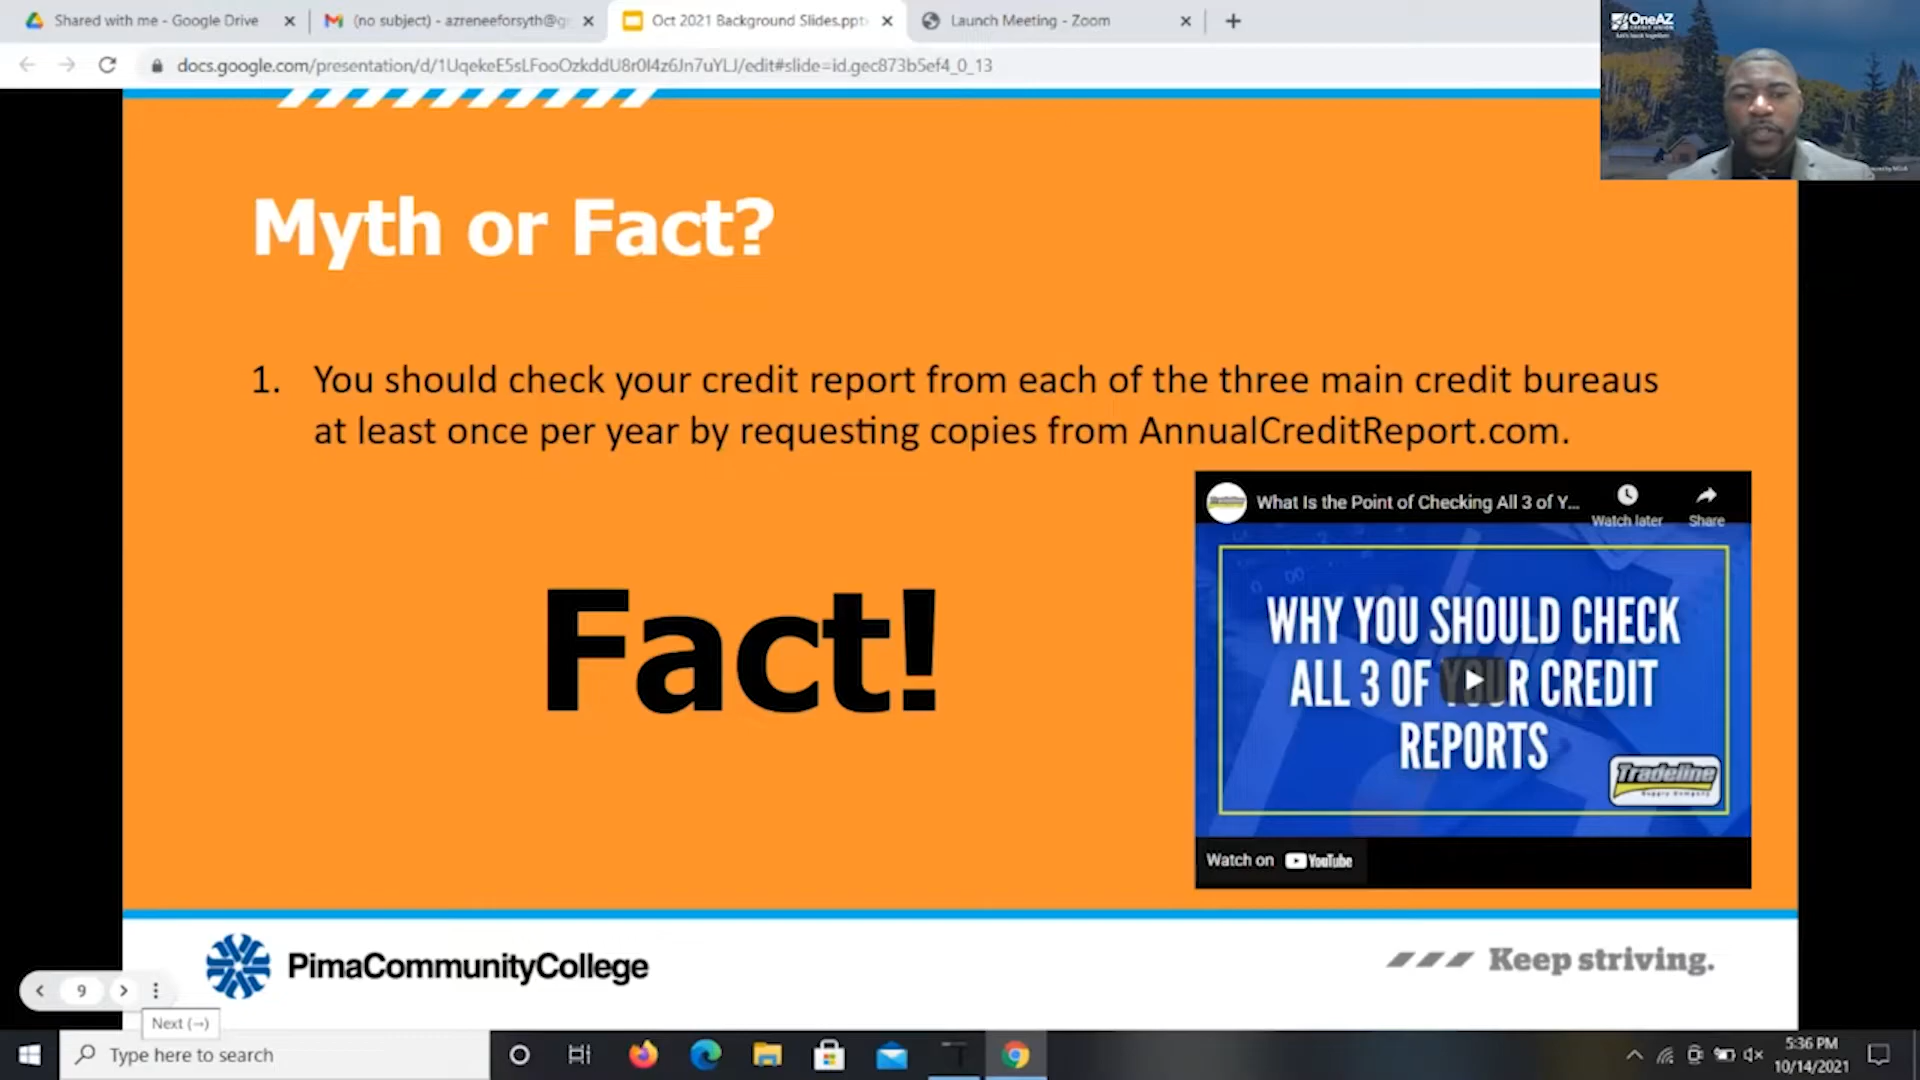 Shared with me - Google Drive
(no subject) - azreneeforsyth@g
Oct 2021 Background Slides.ppt
Launch Meeting - Zoom
docs.google.com/presentation/d/1UqekeE5sLFooOzkddU8r0I4z6Jn7uYLJ/edit#slide=id.gec873b5ef4_0_13
OneAZ
CREDIT UNION
Myth or Fact?
1. You should check your credit report from each of the three main credit bureaus
at least once per year by requesting copies from AnnualCreditReport.com.
What Is the Point of Checking All 3 of Y...
Watch later
Share
Fact!
WHY YOU SHOULD CHECK
ALL 3 OF YOUR CREDIT
REPORTS
Tradeline
Supply Company
Watch on YouTube
PimaCommunityCollege
Keep striving.
9
Next (→)
Type here to search
5:36 PM
10/14/2021